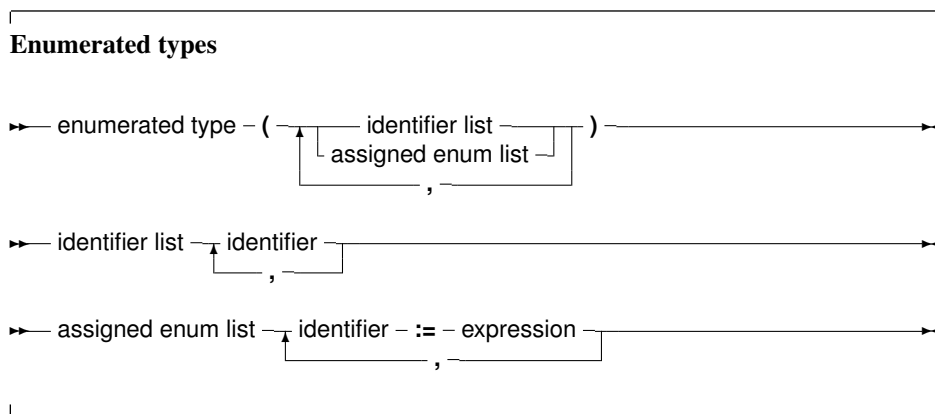 Enumerated types
enumerated type ( identifier list )
assigned enum list
,
identifier list identifier
,
assigned enum list identifier := expression
,